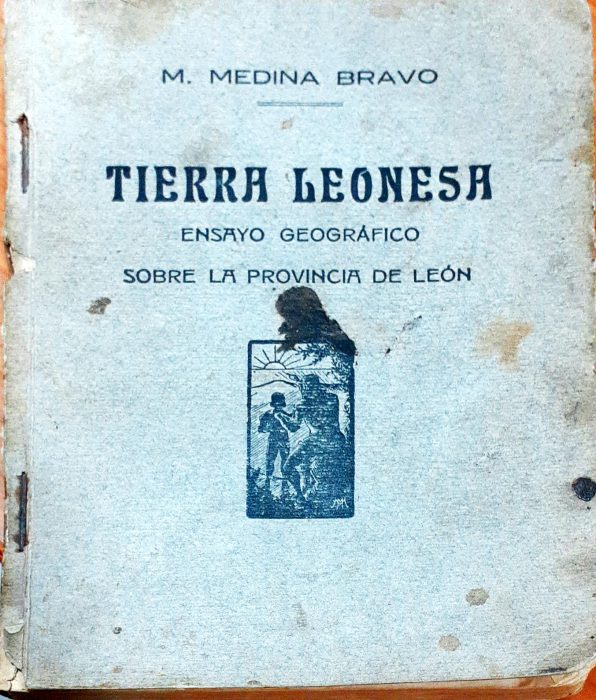 M. MEDINA BRAVO
TIERRA LEONESA
ENSAYO GEOGRÁFICO
SOBRE LA PROVINCIA DE LEÓN